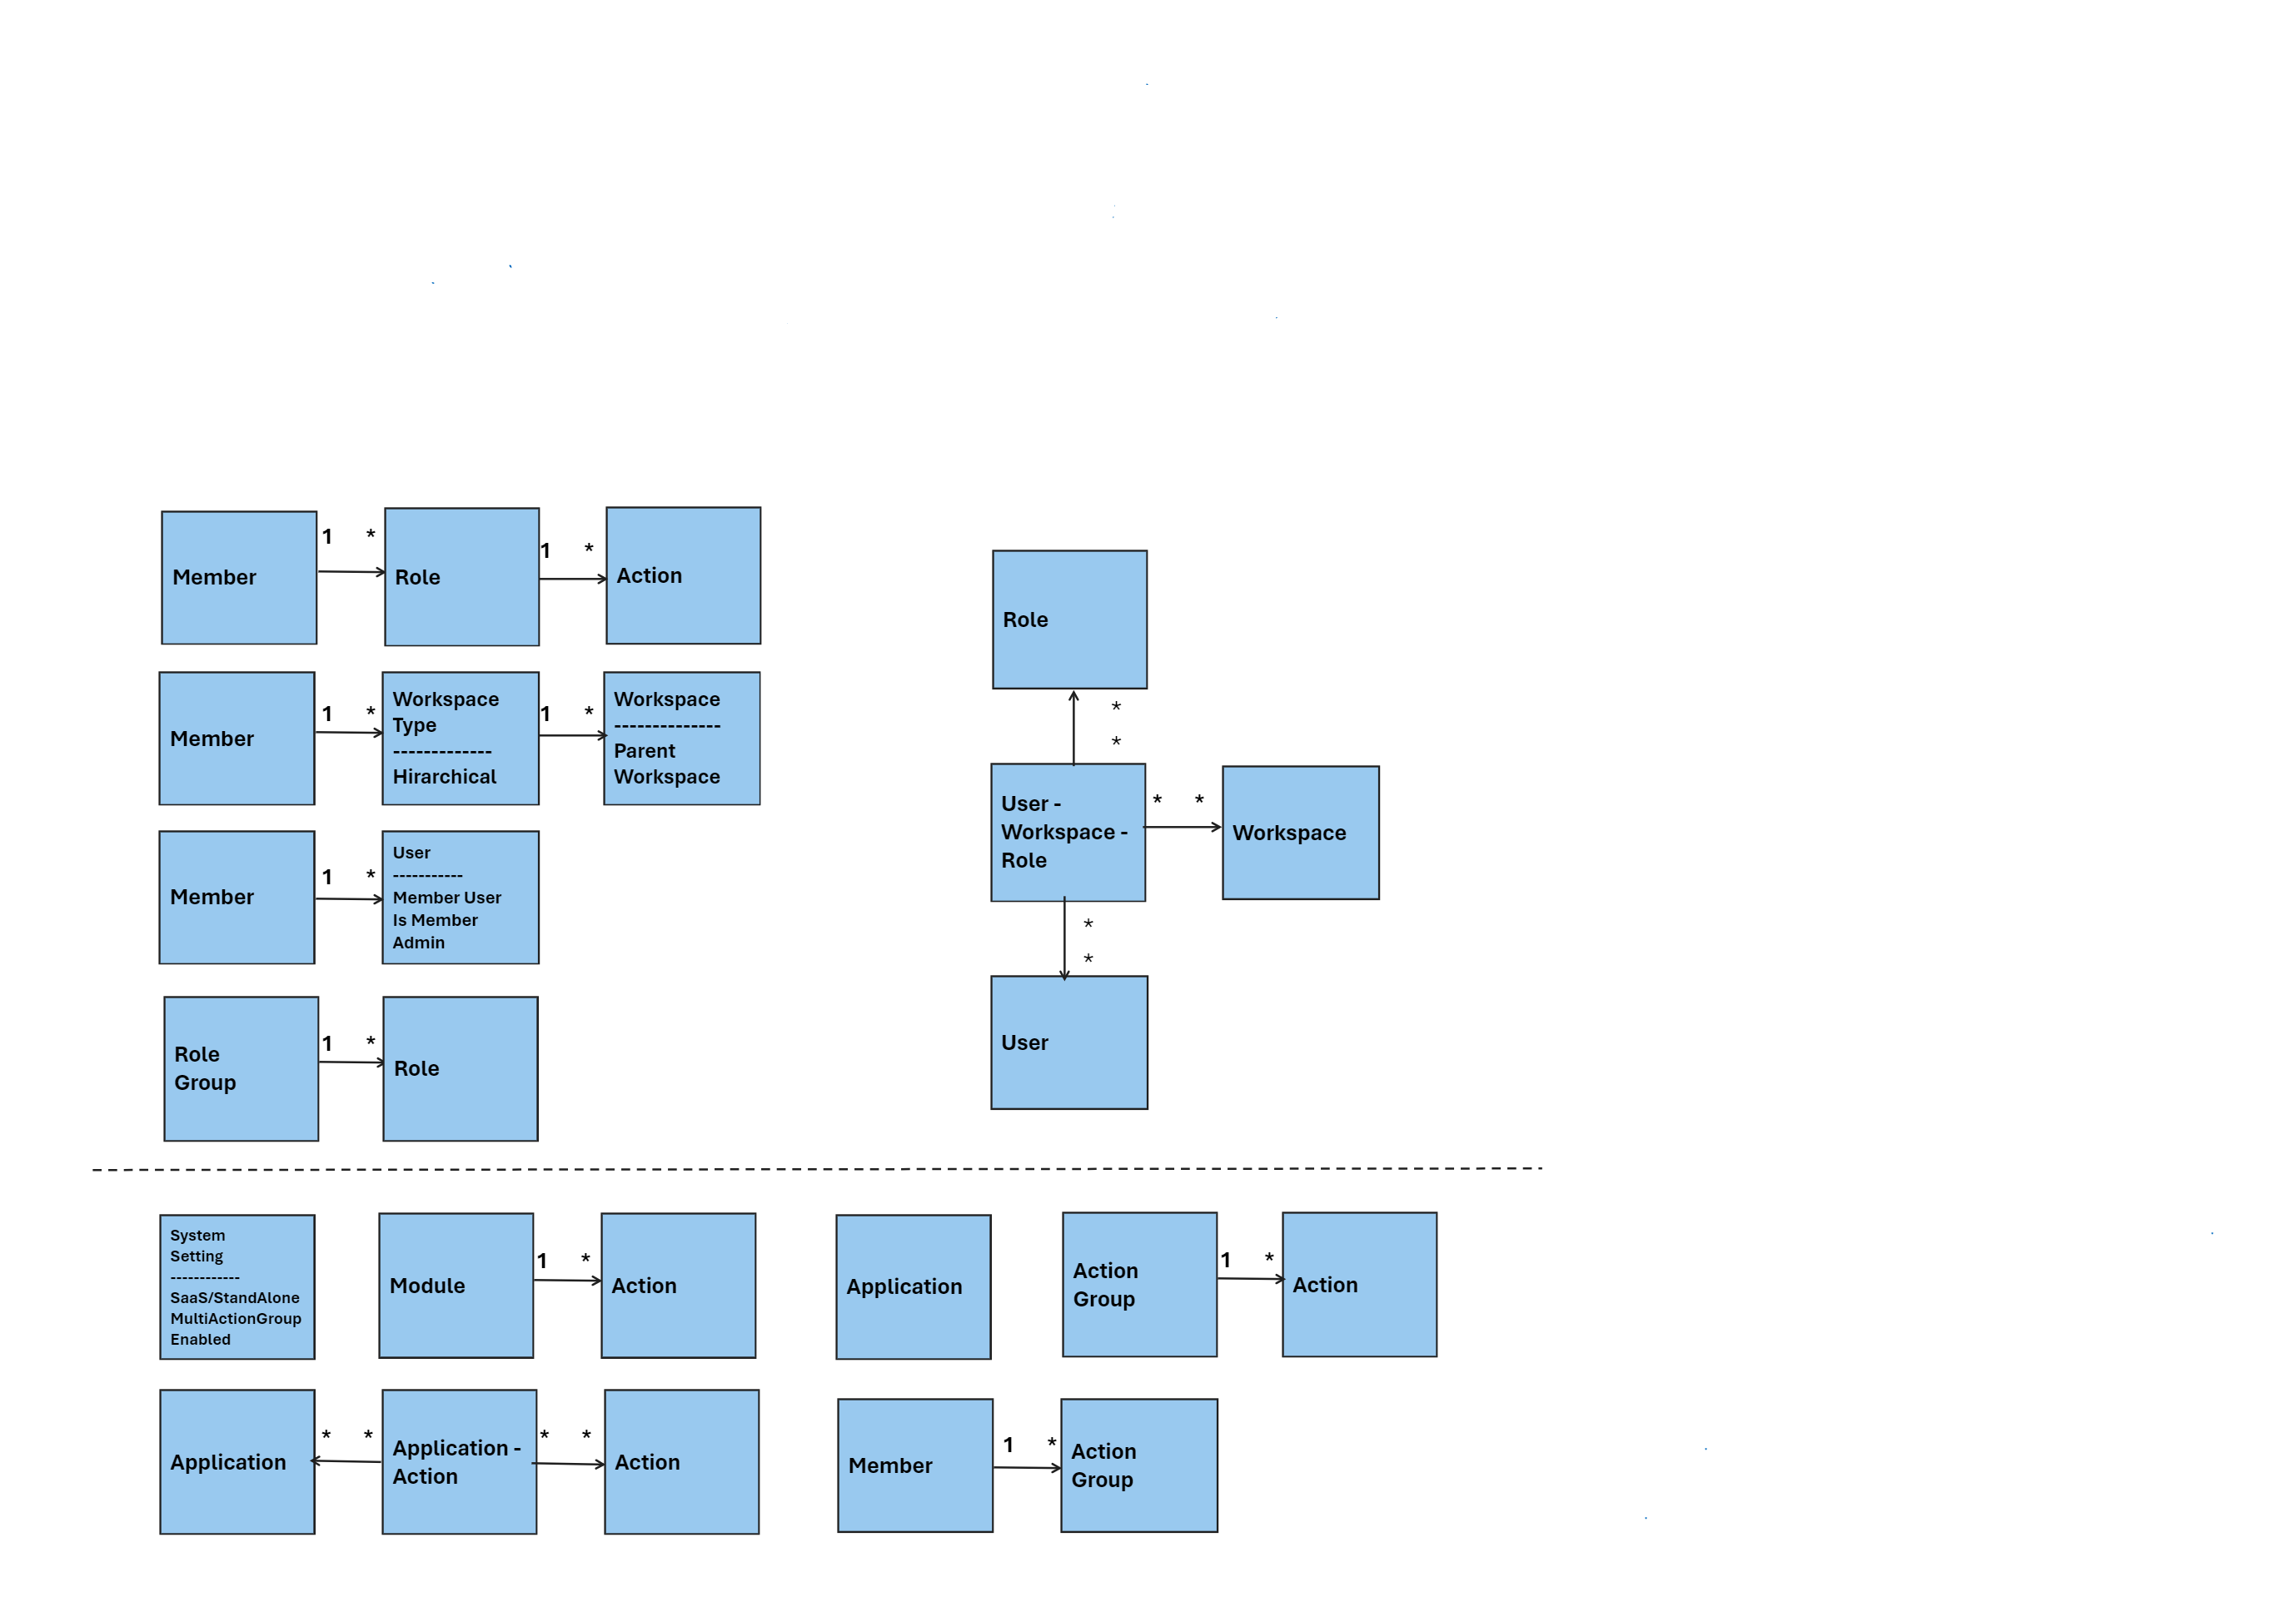 Member
1 *
Role
1 *
Action
Member
1 *
Workspace
Type
-------------
Hirarchical
1 *
Workspace
--------------
Parent
Workspace
Member
1 *
User
-----------
Member User
Is Member
Admin
Role
Group
1 *
Role
Role
*
*
User -
Workspace -
Role
* *
Workspace
*
*
User
System
Setting
------------
SaaS/StandAlone
MultiActionGroup
Enabled
Module
1 *
Action
Application
Action
Group
1 *
Action
Application
* *
Application -
Action
* *
Action
Member
1 *
Action
Group